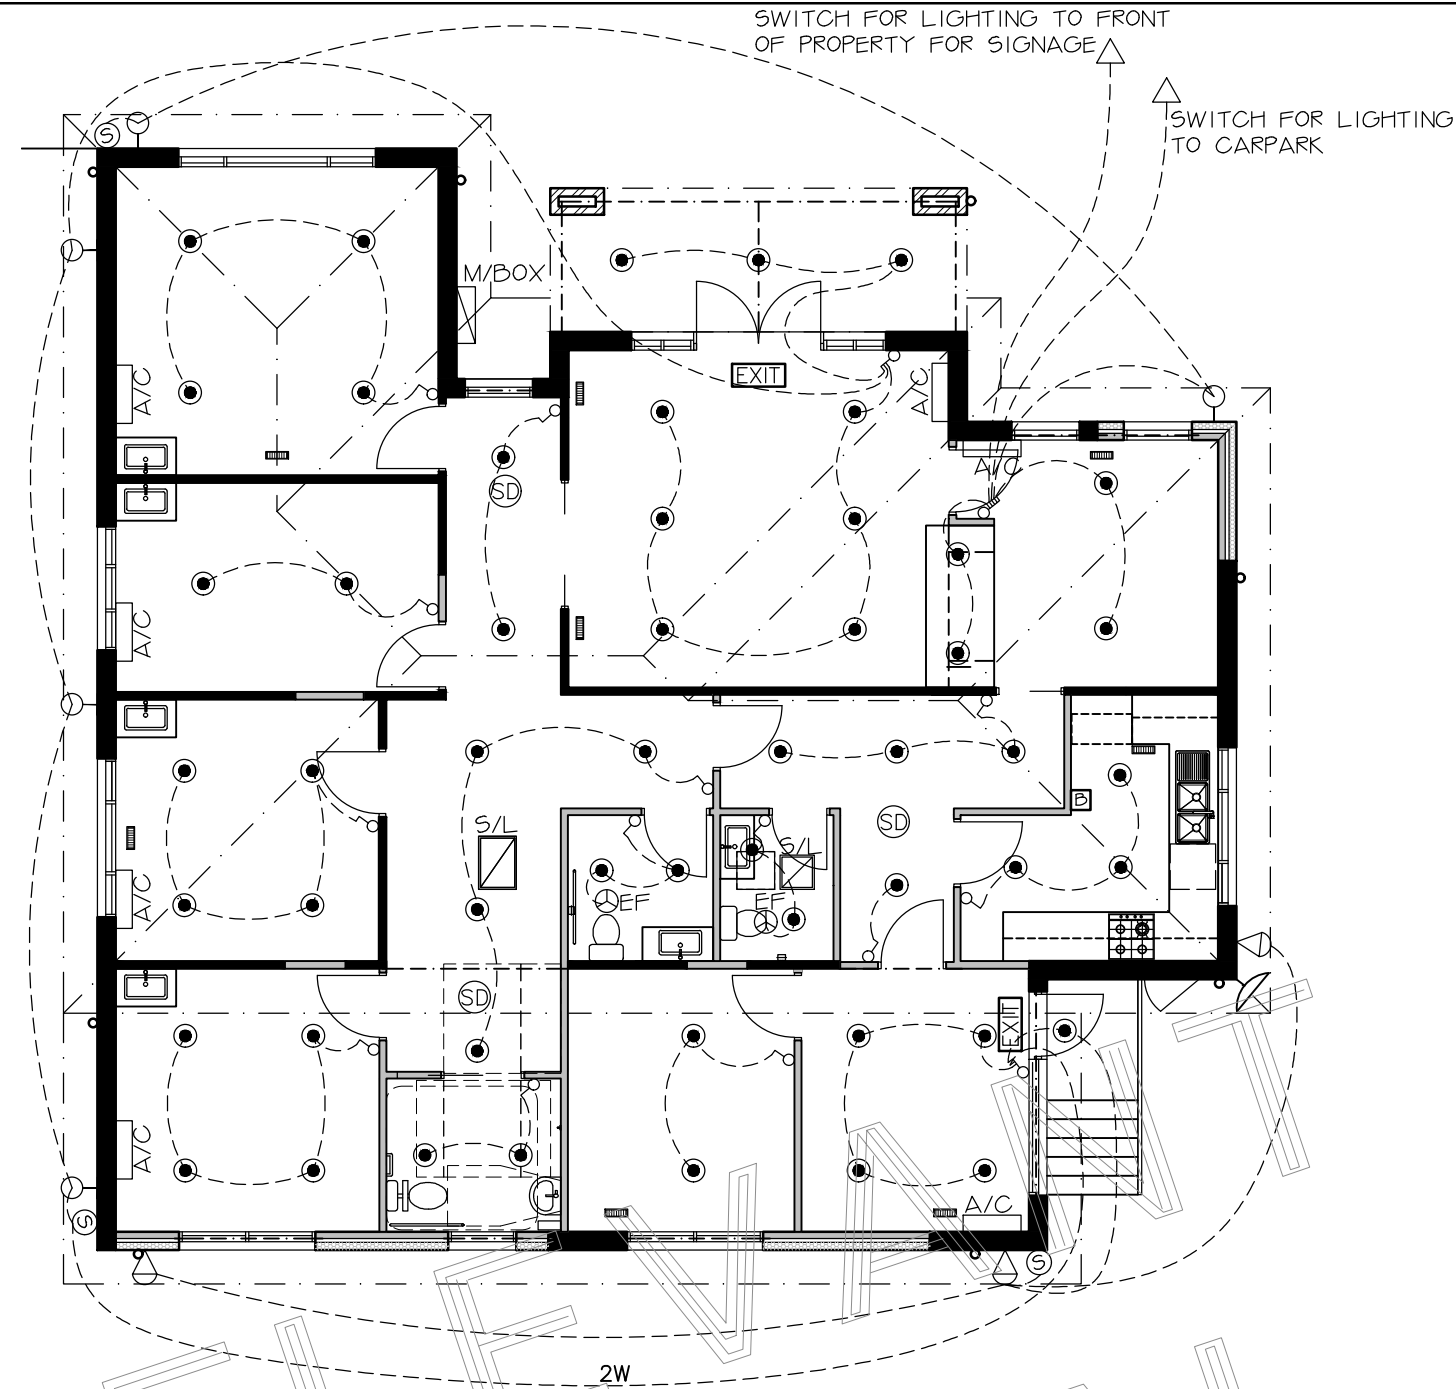 SWITCH FOR LIGHTING TO FRONT
OF PROPERTY FOR SIGNAGE
SWITCH FOR LIGHTING
TO CARPARK
S
M/BOX
EXIT
A/C
A/C
A/C
SD
A/C
B
S/L
S/L
SD
EF
EF
A/C
SD
EXIT
A/C
A/C
S
S
2W